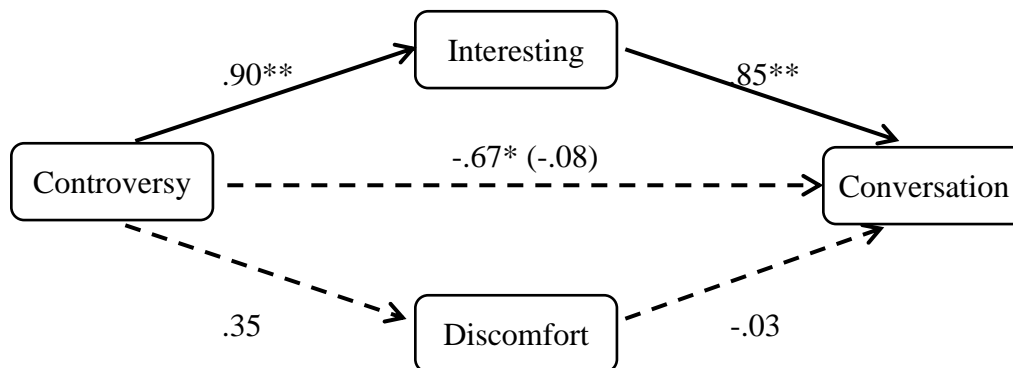 Interesting
.90**
.85**
-.67* (-.08)
Controversy
Conversation
.35
-.03
Discomfort